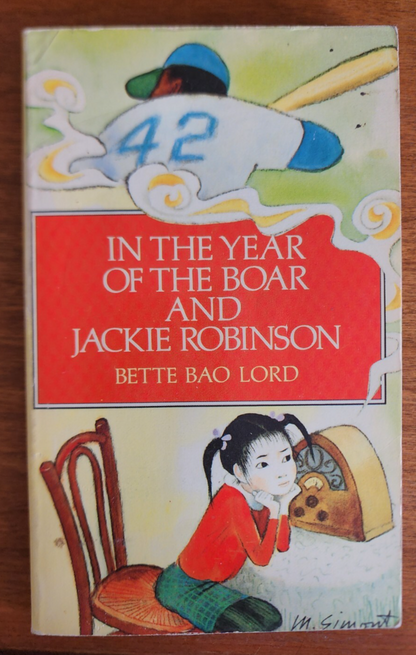 42
IN THE YEAR
OF THE BOAR
AND
JACKIE ROBINSON
BETTE BAO LORD
M. Simont